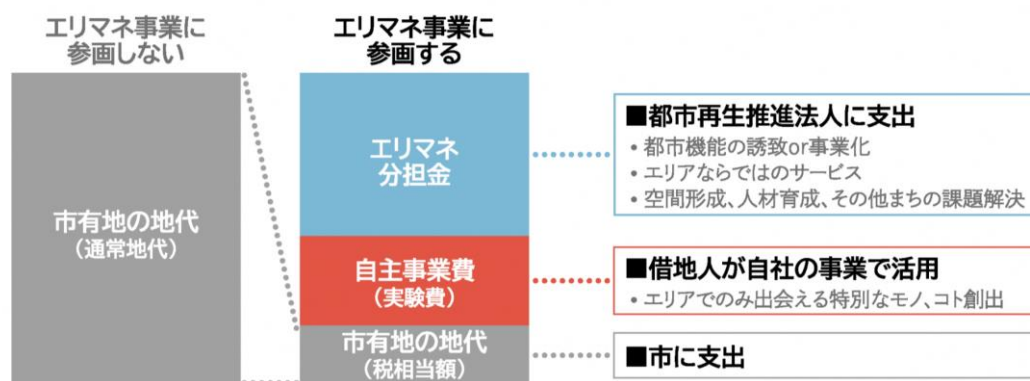 エリマネ事業に
参画しない
市有地の地代
（通常地代）
エリマネ事業に
参画する
エリマネ
分担金
自主事業費
（実験費）
市有地の地代
（税相当額）
■都市再生推進法人に支出
• 都市機能の誘致or事業化
• エリアならではのサービス
• 空間形成、人材育成、その他まちの課題解決
■借地人が自社の事業で活用
• エリアでのみ出会える特別なモノ、コト創出
■市に支出